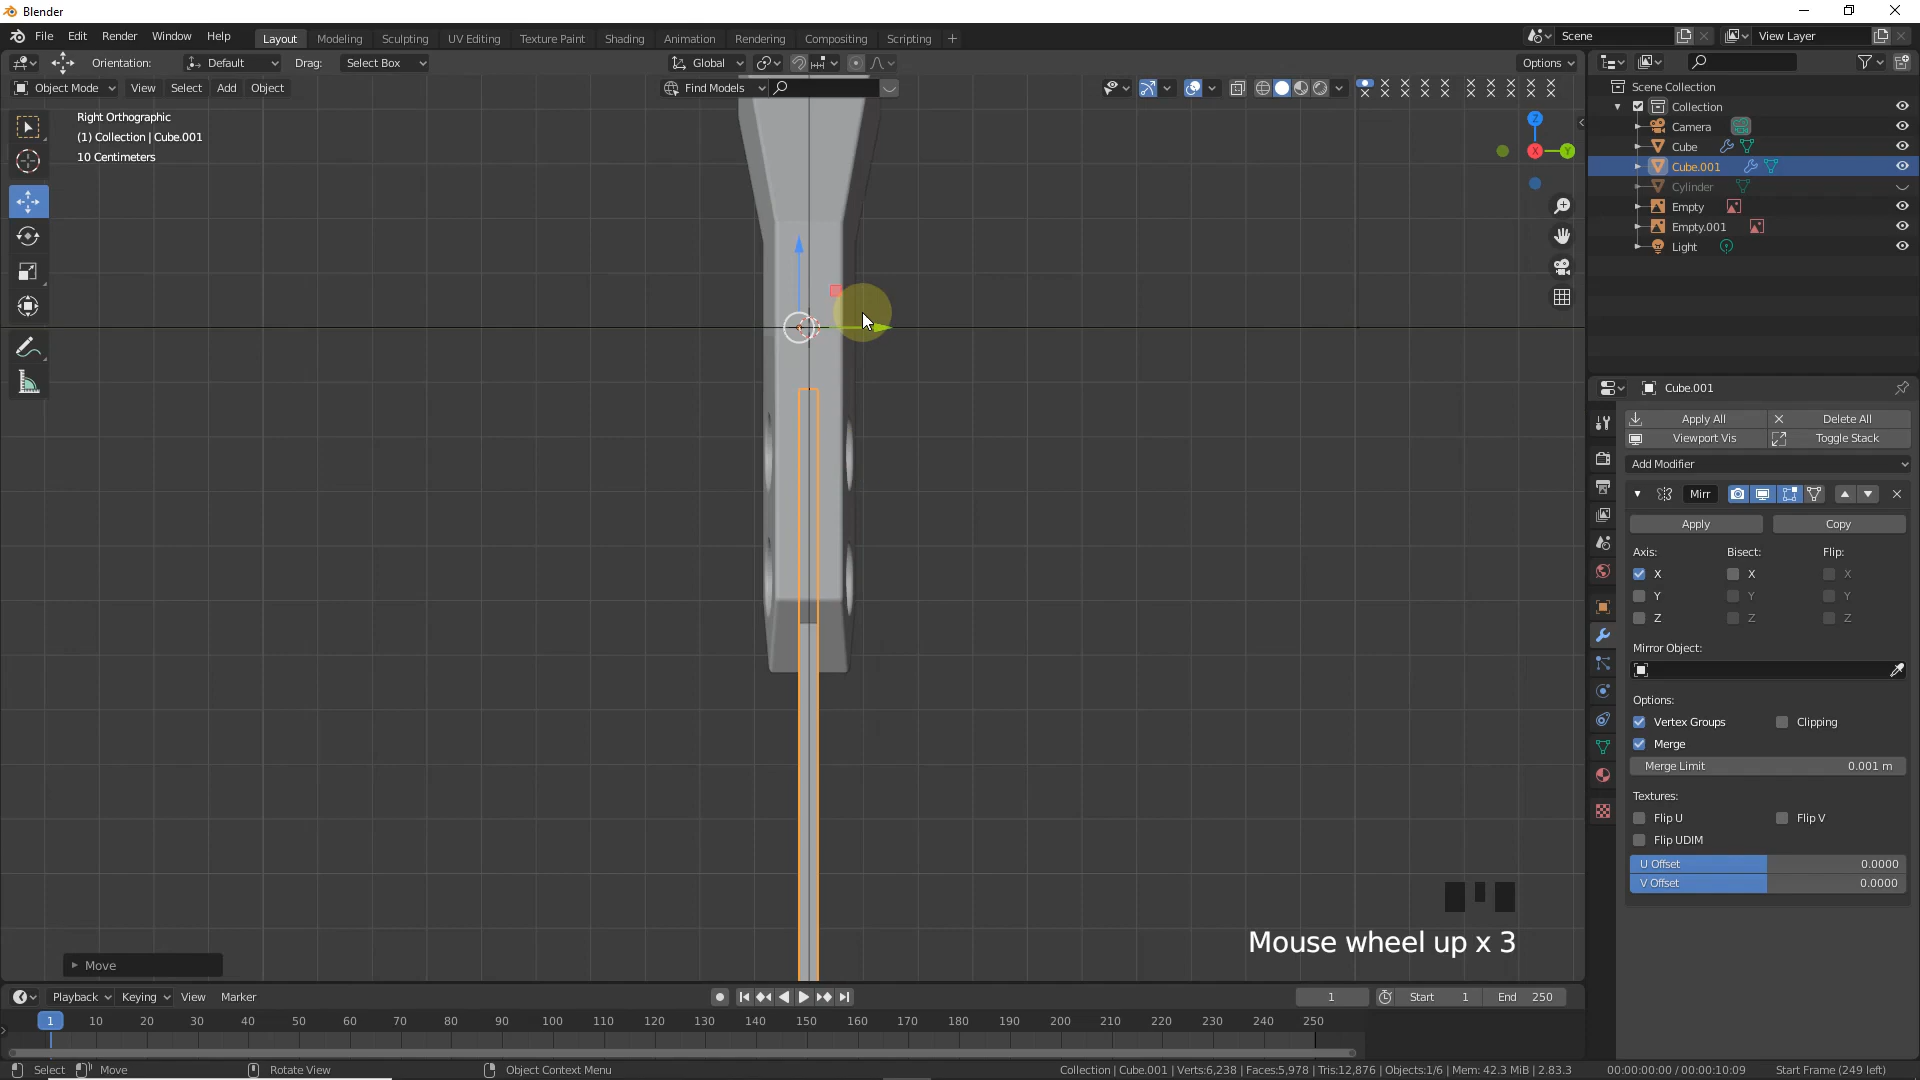 Blender
File Edit Render Window Help
Layout Modeling Sculpting UV Editing Texture Paint Shading Animation Rendering Compositing Scripting +
Scene
View Layer
Orientation: Default Drag: Select Box
Global
Options
Object Mode View Select Add Object
Find Models
Right Orthographic
(1) Collection | Cube.001
10 Centimeters
Z
X
Y
Scene Collection
Collection
Camera
Cube
Cube.001
Cylinder
Empty
Empty.001
Light
Cube.001
Apply All Delete All
Viewport Vis Toggle Stack
Add Modifier
Mirr
Apply Copy
Axis: Bisect: Flip:
X X X
Y Y Y
Z Z Z
Mirror Object:
Options:
Vertex Groups Clipping
Merge
Merge Limit 0.001 m
Textures:
Flip U Flip V
Flip UDIM
U Offset 0.0000
V Offset 0.0000
Mouse wheel up x 3
Move
Playback Keying View Marker
1 Start 1 End 250
1 10 20 30 40 50 60 70 80 90 100 110 120 130 140 150 160 170 180 190 200 210 220 230 240 250
Select Move Rotate View Object Context Menu
Collection | Cube.001 | Verts:6,238 | Faces:5,978 | Tris:12,876 | Objects:1/6 | Mem: 42.3 MiB | 2.83.3 00:00:00:00 / 00:00:10:09 Start Frame (249 left)